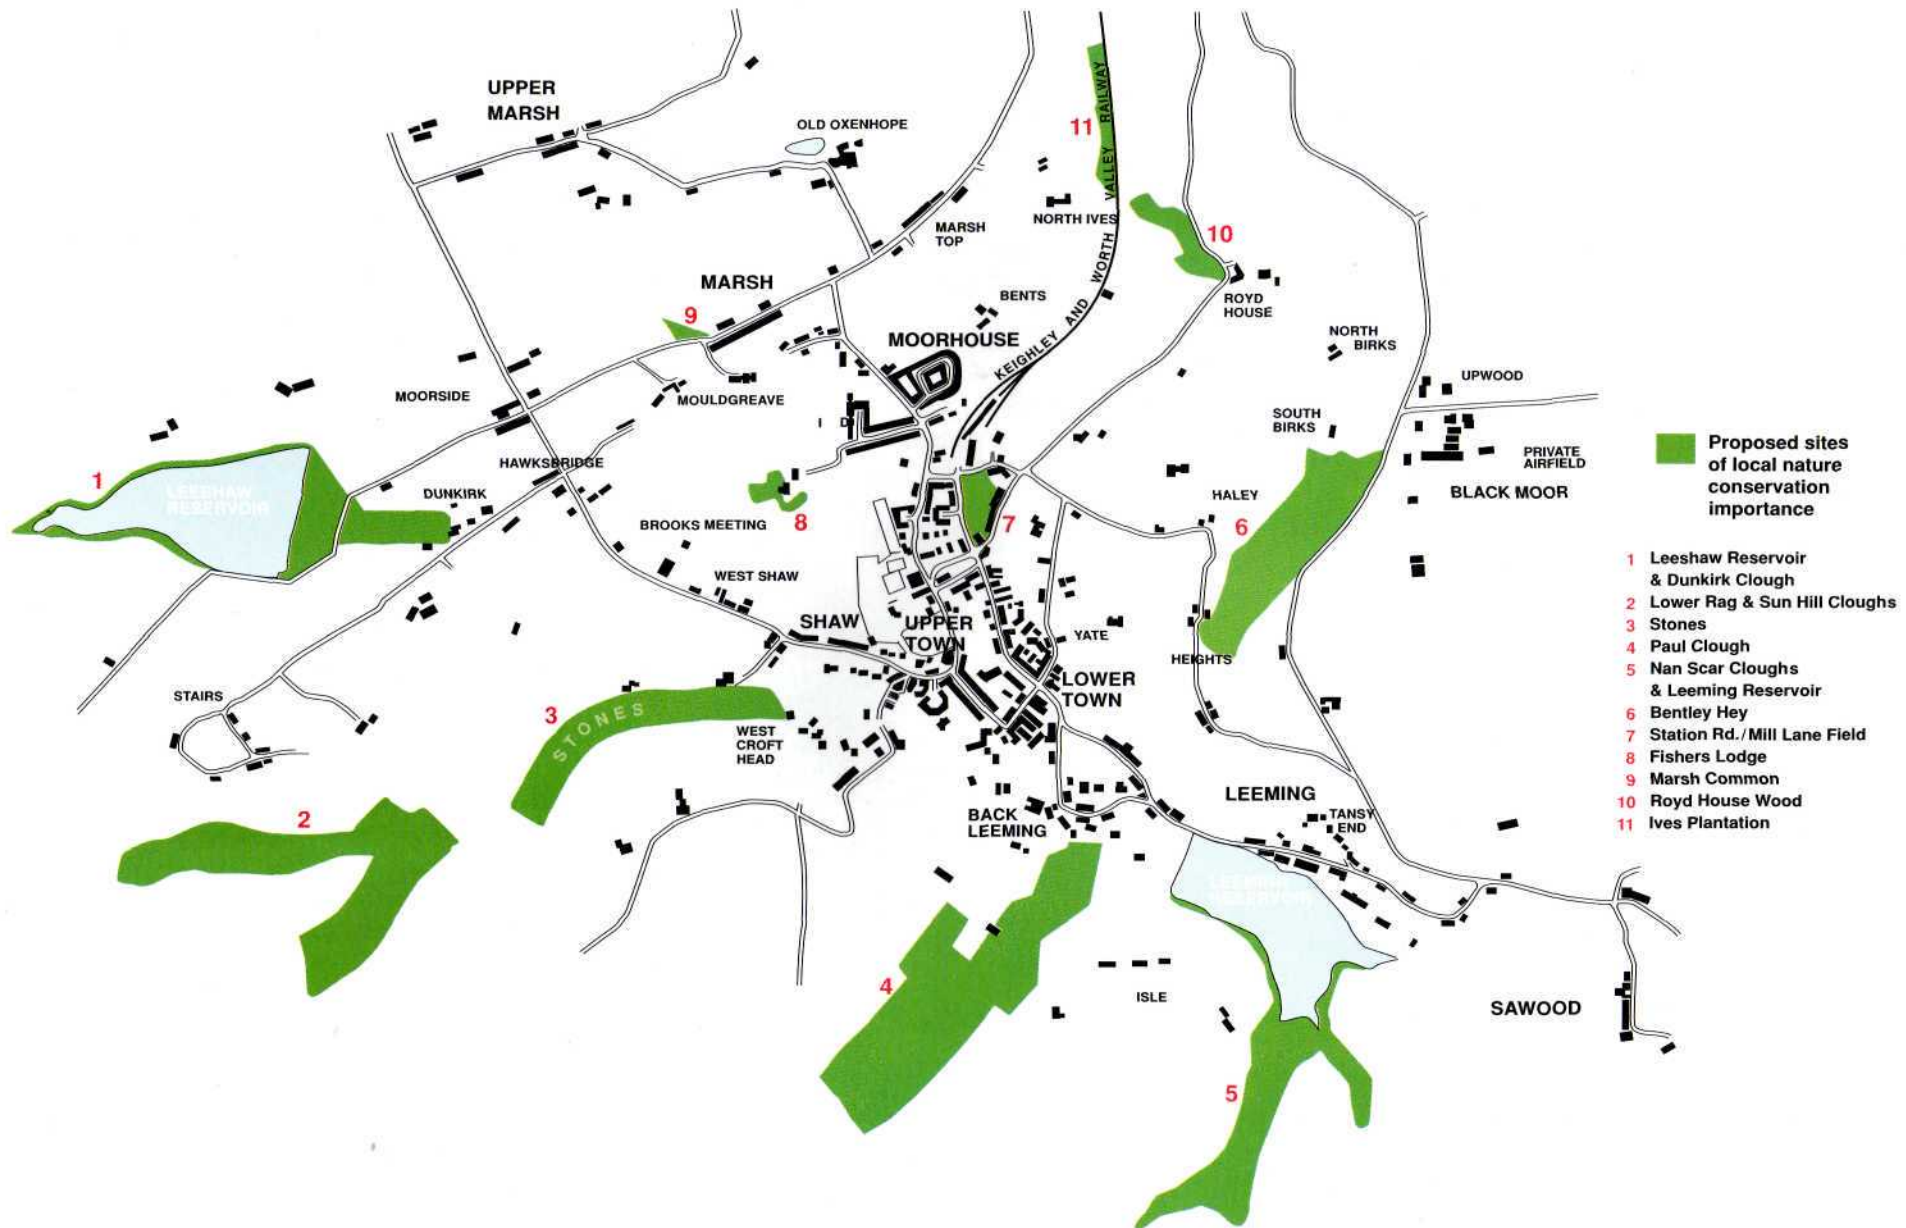 UPPER
MARSH
OLD OXENHOPE
11
KEIGHLEY AND WORTH VALLEY RAILWAY
NORTH IVES
MARSH
TOP
10
ROYD
HOUSE
MARSH
BENTS
9
MOORHOUSE
NORTH
BIRKS
UPWOOD
MOORSIDE
MOULDGREAVE
SOUTH
BIRKS
PRIVATE
AIRFIELD
BLACK MOOR
HAWKSBRIDGE
1
LEESHAW
RESERVOIR
DUNKIRK
BROOKS MEETING
8
7
HALEY
6
WEST SHAW
SHAW
UPPER
TOWN
YATE
HEIGHTS
LOWER
TOWN
STAIRS
3
STONES
WEST
CROFT
HEAD
2
BACK
LEEMING
LEEMING
TANSY
END
LEEMING
RESERVOIR
4
ISLE
SAWOOD
5
Proposed sites
of local nature
conservation
importance
1 Leeshaw Reservoir
& Dunkirk Clough
2 Lower Rag & Sun Hill Cloughs
3 Stones
4 Paul Clough
5 Nan Scar Cloughs
& Leeming Reservoir
6 Bentley Hey
7 Station Rd./Mill Lane Field
8 Fishers Lodge
9 Marsh Common
10 Royd House Wood
11 Ives Plantation